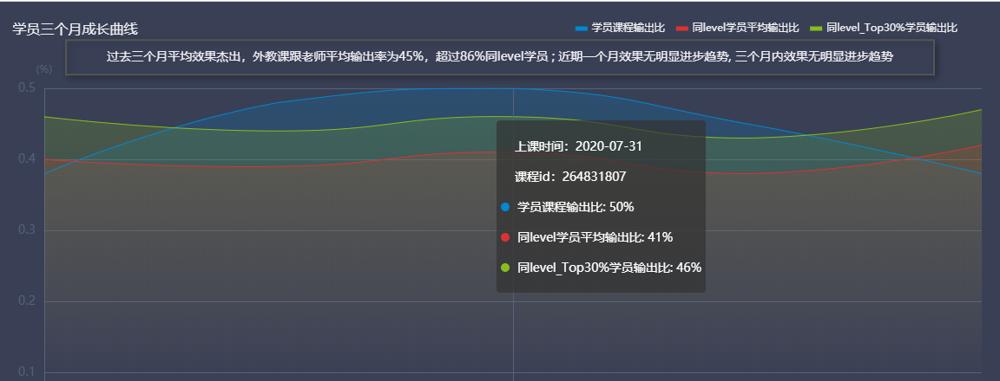 学员三个月成长曲线
学员课程输出比 同level学员平均输出比 同level_Top30%学员输出比
过去三个月平均效果杰出，外教课跟老师平均输出率为45%，超过86%同level学员 ; 近期一个月效果无明显进步趋势, 三个月内效果无明显进步趋势
(%)
0.5
0.4
0.3
0.2
0.1
上课时间：2020-07-31
课程id：264831807
学员课程输出比: 50%
同level学员平均输出比: 41%
同level_Top30%学员输出比: 46%